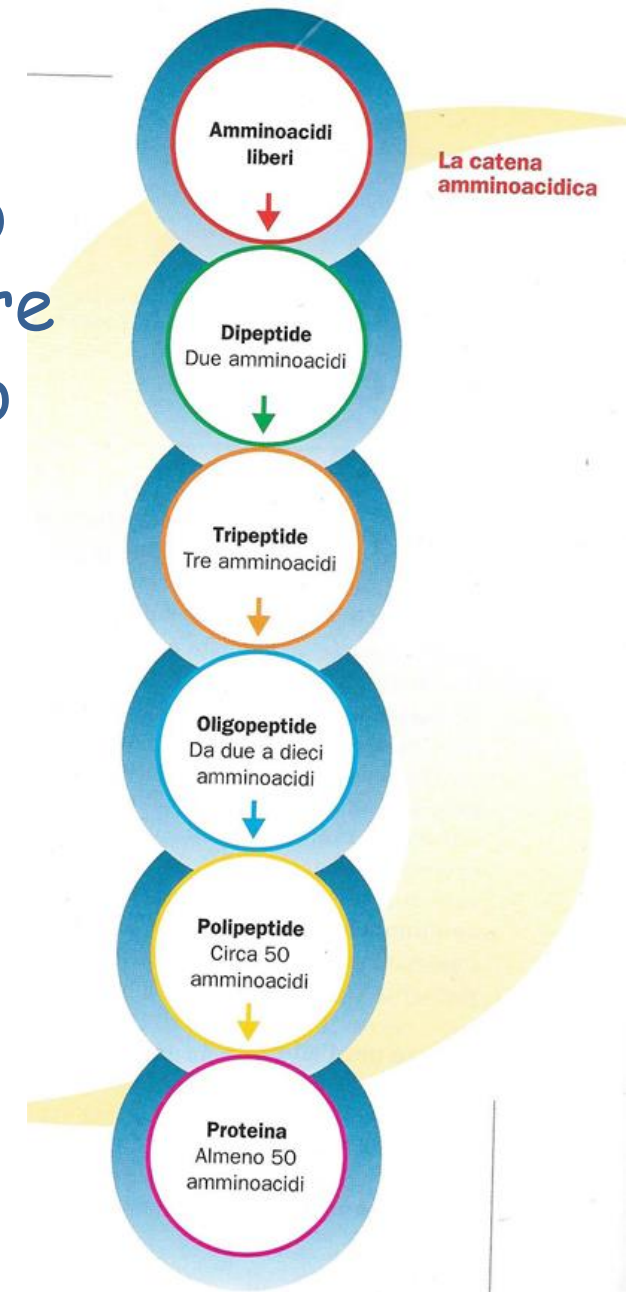 Amminoacidi
liberi
La catena
amminoacidica
re
Dipeptide
Due amminoacidi
Tripeptide
Tre amminoacidi
Oligopeptide
Da due a dieci
amminoacidi
Polipeptide
Circa 50
amminoacidi
Proteina
Almeno 50
amminoacidi